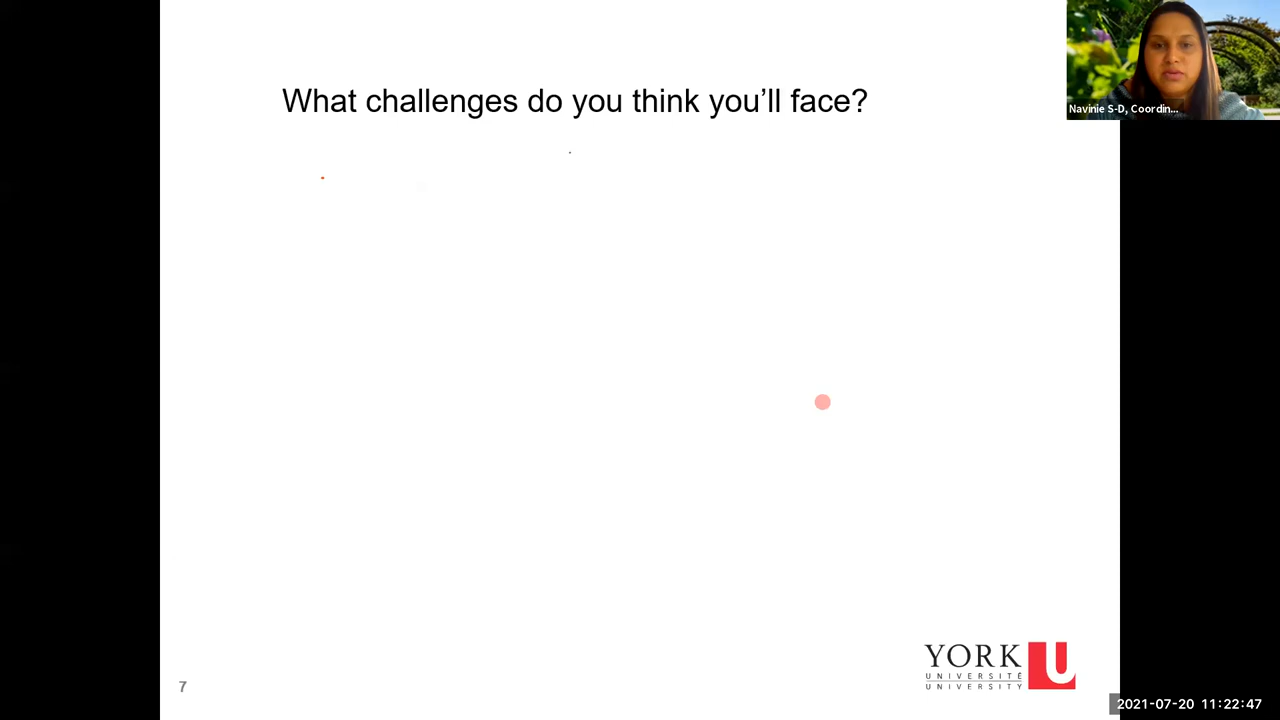 What challenges do you think you'll face?
Navinie S-D, Coordin...
YORK U
UNIVERSITÉ
UNIVERSITY
7
2021-07-20 11:22:47